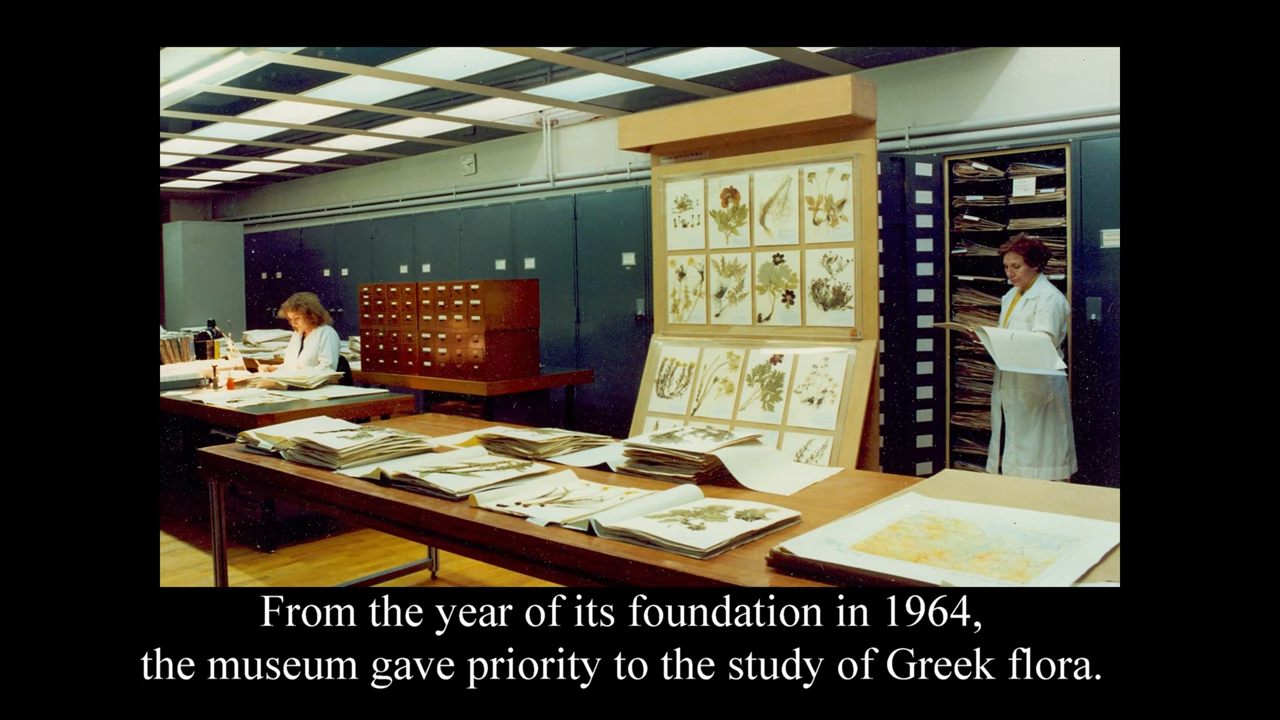 From the year of its foundation in 1964,
the museum gave priority to the study of Greek flora.